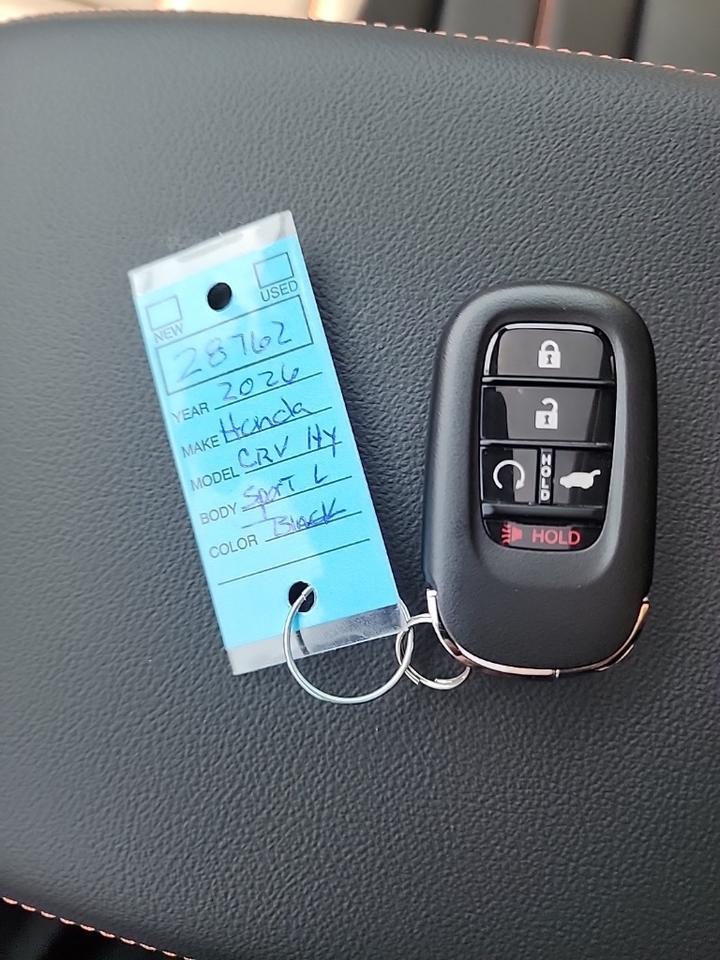 NEW USED
28762
YEAR 2026
MAKE Honda
MODEL CRV HY
BODY Sport L
COLOR Black
HOLD
HOLD